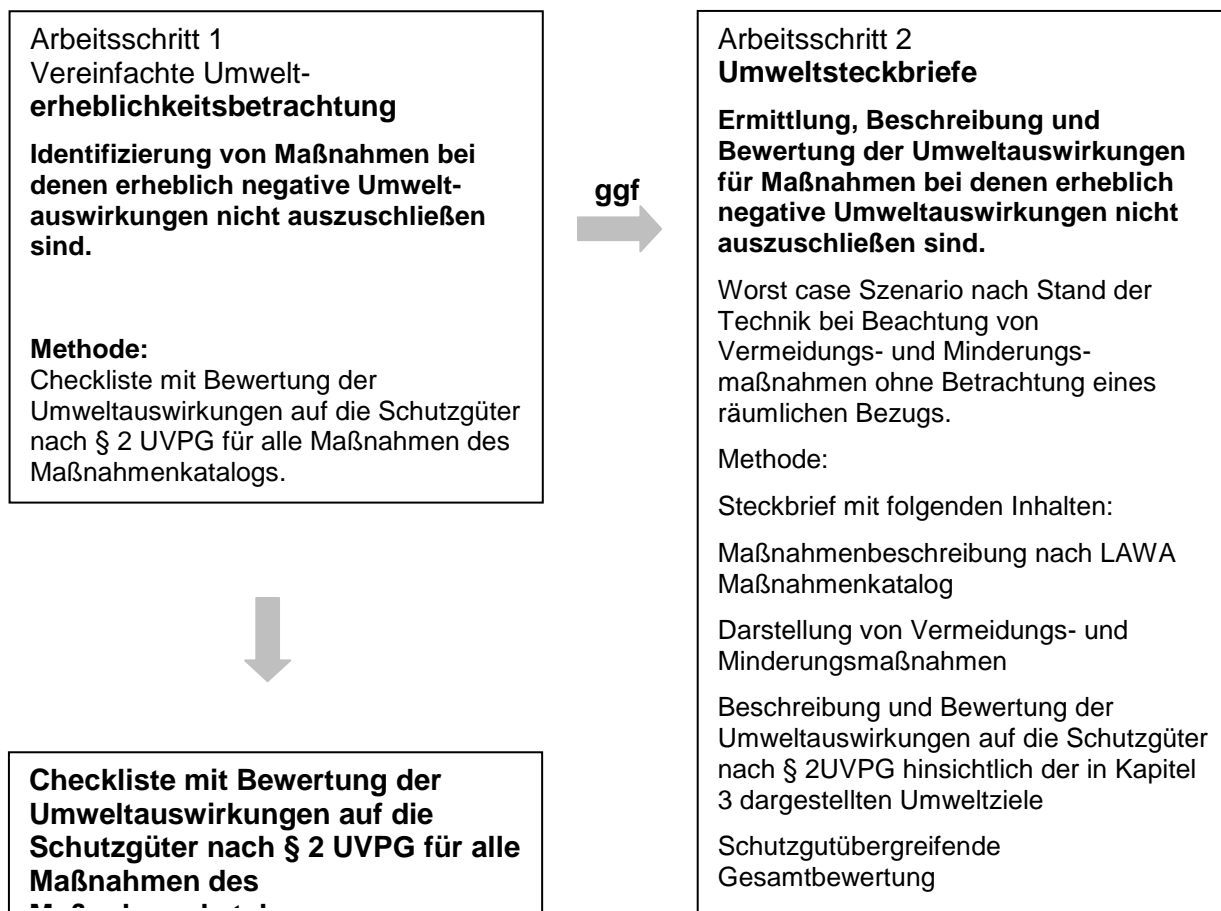 Arbeitsschritt 1
Vereinfachte Umwelt-
erheblichkeitsbetrachtung
Identifizierung von Maßnahmen bei
denen erheblich negative Umwelt-
auswirkungen nicht auszuschließen
sind.
Methode:
Checkliste mit Bewertung der
Umweltauswirkungen auf die Schutzgüter
nach § 2 UVPG für alle Maßnahmen des
Maßnahmenkatalogs.
ggf
Arbeitsschritt 2
Umweltsteckbriefe
Ermittlung, Beschreibung und
Bewertung der Umweltauswirkungen
für Maßnahmen bei denen erheblich
negative Umweltauswirkungen nicht
auszuschließen sind.
Worst case Szenario nach Stand der
Technik bei Beachtung von
Vermeidungs- und Minderungs-
maßnahmen ohne Betrachtung eines
räumlichen Bezugs.
Methode:
Steckbrief mit folgenden Inhalten:
Maßnahmenbeschreibung nach LAWA
Maßnahmenkatalog
Darstellung von Vermeidungs- und
Minderungsmaßnahmen
Beschreibung und Bewertung der
Umweltauswirkungen auf die Schutzgüter
nach § 2UVPG hinsichtlich der in Kapitel
3 dargestellten Umweltziele
Schutzgutübergreifende
Gesamtbewertung
Checkliste mit Bewertung der
Umweltauswirkungen auf die
Schutzgüter nach § 2 UVPG für alle
Maßnahmen des